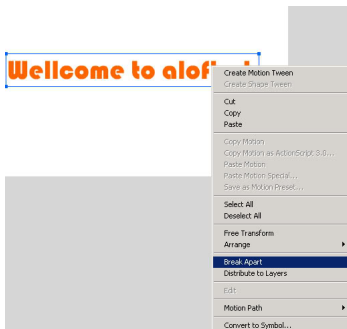 Wellcome to
Create Motion Tween
Create Shape Tween
Cut
Copy
Paste
Copy Motion
Copy Motion as ActionScript 3.0...
Paste Motion
Paste Motion Special...
Save as Motion Preset...
Select All
Deselect All
Free Transform
Arrange
Break Apart
Distribute to Layers
Edit
Motion Path
Convert to Symbol...